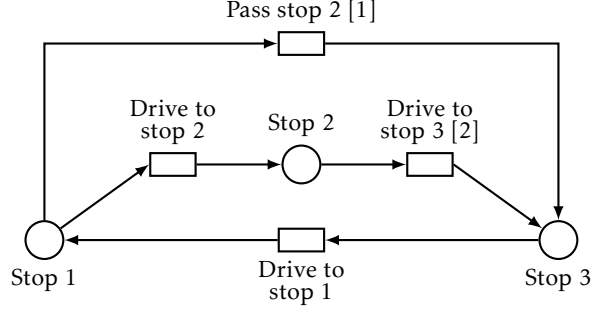 Pass stop 2 [1]
Drive to
stop 2
Stop 2
Drive to
stop 3 [2]
Stop 1
Drive to
stop 1
Stop 3